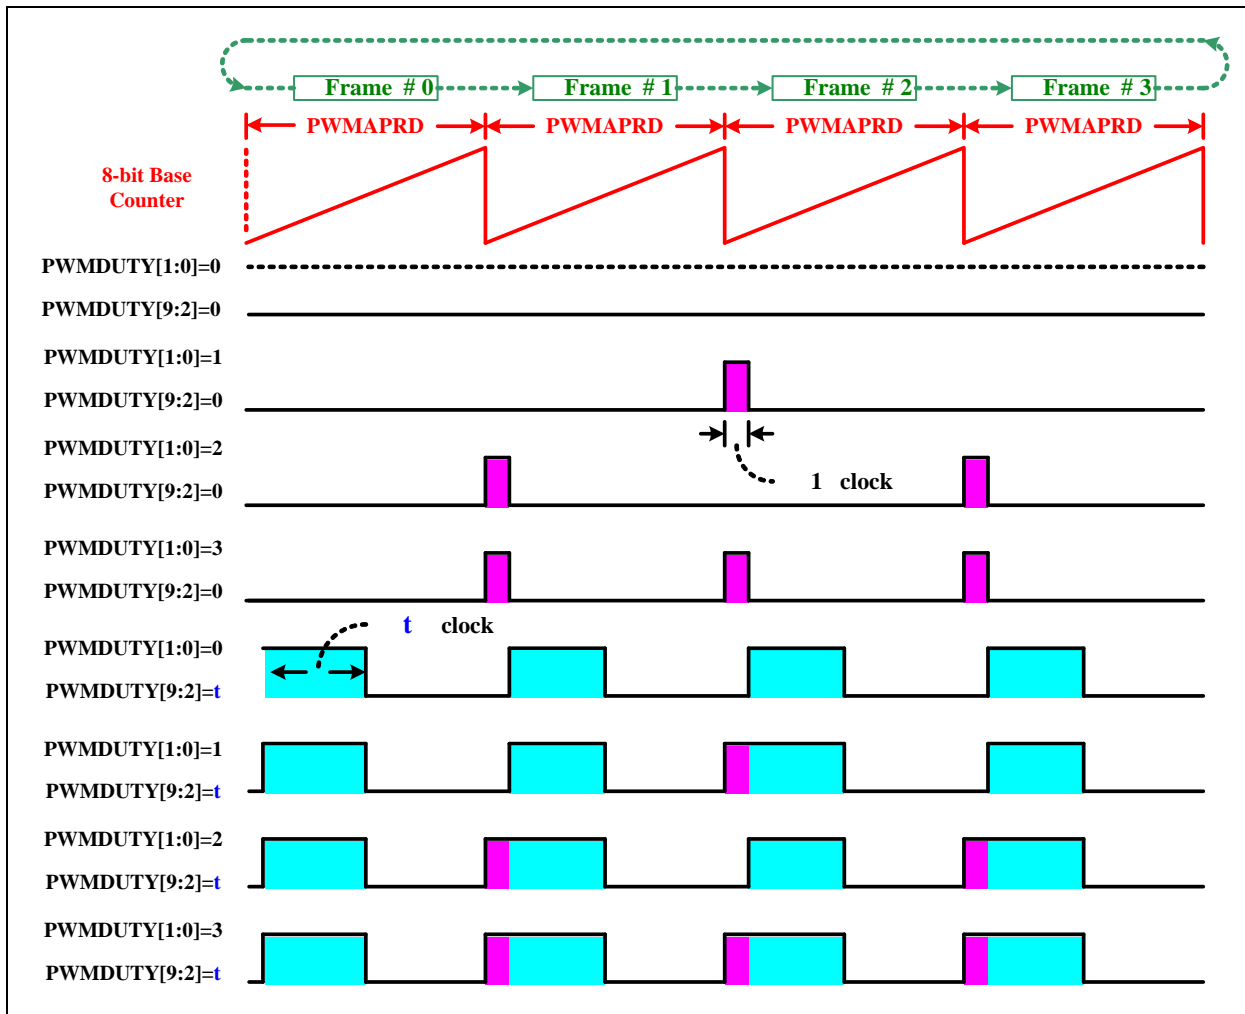 Frame # 0 Frame # 1 Frame # 2 Frame # 3
PWMAPRD PWMAPRD PWMAPRD PWMAPRD
8-bit Base
Counter
PWMDUTY[1:0]=0
PWMDUTY[9:2]=0
PWMDUTY[1:0]=1
PWMDUTY[9:2]=0
PWMDUTY[1:0]=2
PWMDUTY[9:2]=0
1 clock
PWMDUTY[1:0]=3
PWMDUTY[9:2]=0
t clock
PWMDUTY[1:0]=0
PWMDUTY[9:2]=t
PWMDUTY[1:0]=1
PWMDUTY[9:2]=t
PWMDUTY[1:0]=2
PWMDUTY[9:2]=t
PWMDUTY[1:0]=3
PWMDUTY[9:2]=t